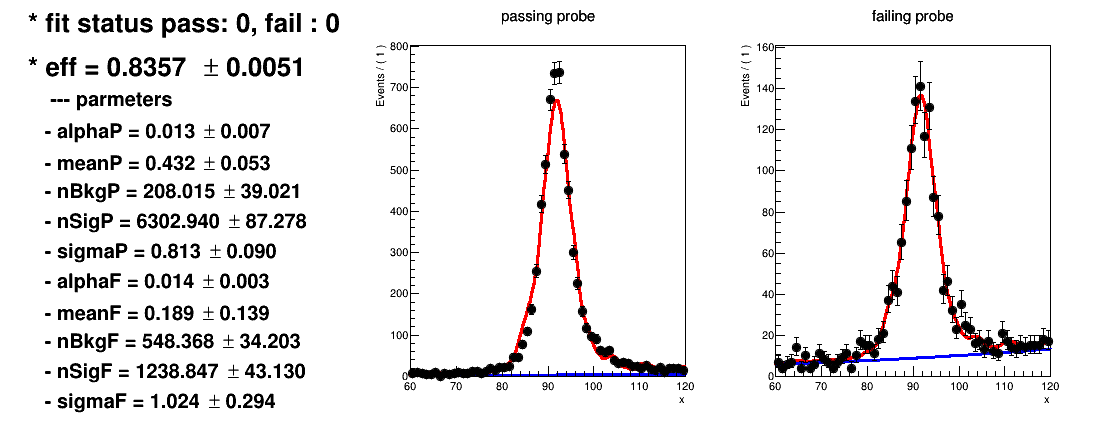 * fit status pass: 0, fail : 0
* eff = 0.8357 ± 0.0051
--- parmeters
- alphaP = 0.013 ± 0.007
- meanP = 0.432 ± 0.053
- nBkgP = 208.015 ± 39.021
- nSigP = 6302.940 ± 87.278
- sigmaP = 0.813 ± 0.090
- alphaF = 0.014 ± 0.003
- meanF = 0.189 ± 0.139
- nBkgF = 548.368 ± 34.203
- nSigF = 1238.847 ± 43.130
- sigmaF = 1.024 ± 0.294
passing probe
Events / ( 1 )
800
700
600
500
400
300
200
100
0
60 70 80 90 100 110 120
x
failing probe
Events / ( 1 )
160
140
120
100
80
60
40
20
0
60 70 80 90 100 110 120
x